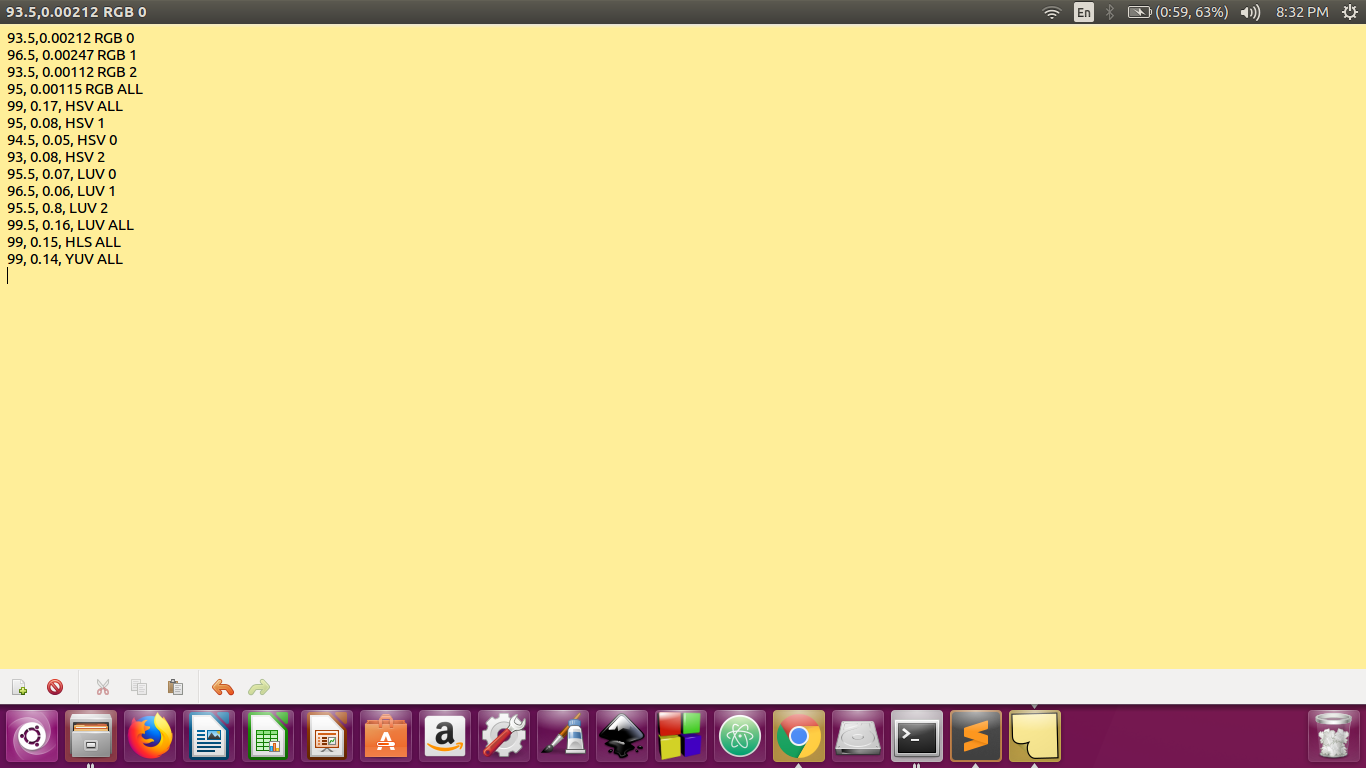 93.5,0.00212 RGB 0
En
(0:59, 63%)
8:32 PM
93.5,0.00212 RGB 0
96.5, 0.00247 RGB 1
93.5, 0.00112 RGB 2
95, 0.00115 RGB ALL
99, 0.17, HSV ALL
95, 0.08, HSV 1
94.5, 0.05, HSV 0
93, 0.08, HSV 2
95.5, 0.07, LUV 0
96.5, 0.06, LUV 1
95.5, 0.8, LUV 2
99.5, 0.16, LUV ALL
99, 0.15, HLS ALL
99, 0.14, YUV ALL